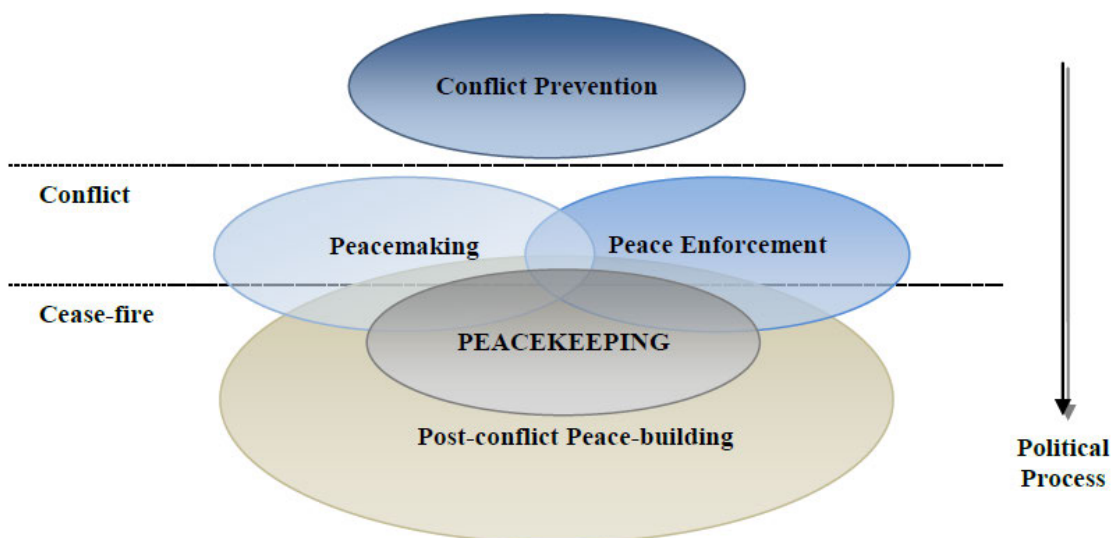 Conflict Prevention
Conflict
Peacemaking
Peace Enforcement
Cease-fire
PEACEKEEPING
Post-conflict Peace-building
Political
Process